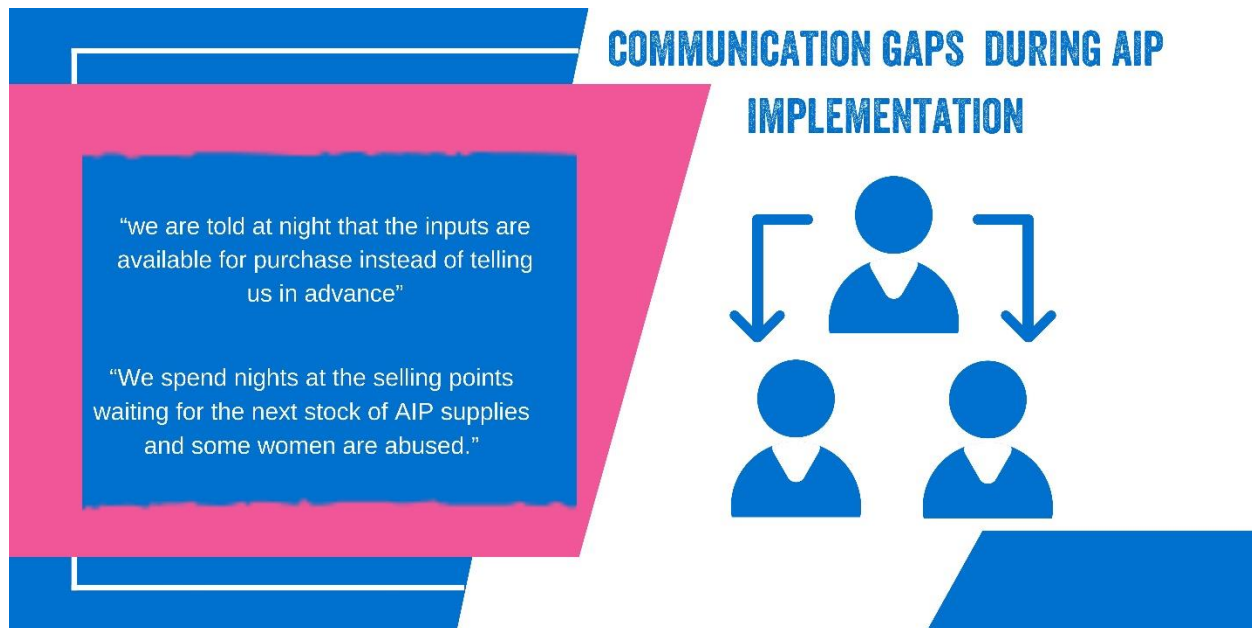 COMMUNICATION GAPS DURING AIP
IMPLEMENTATION
“we are told at night that the inputs are
available for purchase instead of telling
us in advance”
“We spend nights at the selling points
waiting for the next stock of AIP supplies
and some women are abused.”